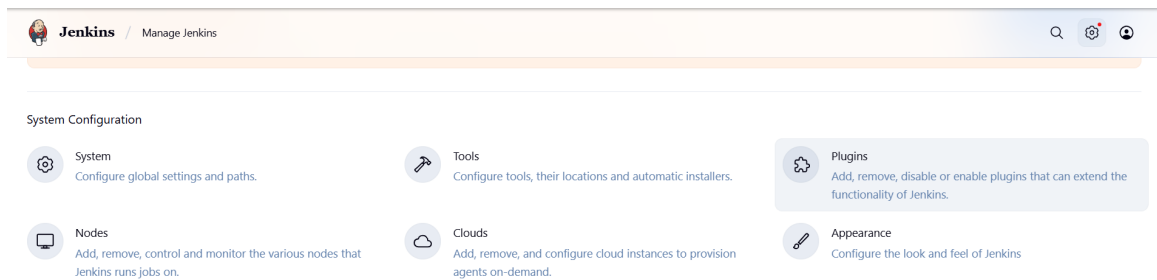 Jenkins / Manage Jenkins
System Configuration
System
Configure global settings and paths.
Tools
Configure tools, their locations and automatic installers.
Plugins
Add, remove, disable or enable plugins that can extend the
functionality of Jenkins.
Nodes
Add, remove, control and monitor the various nodes that
Jenkins runs jobs on.
Clouds
Add, remove, and configure cloud instances to provision
agents on-demand.
Appearance
Configure the look and feel of Jenkins